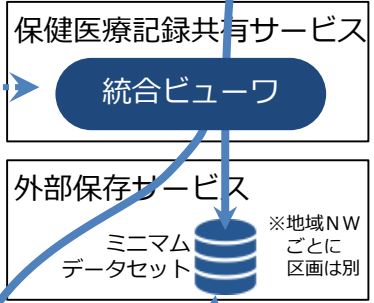 保健医療記録共有サービス
統合ビューワ
外部保存サービス
ミニマム
データセット
※地域NW
ごとに
区画は別